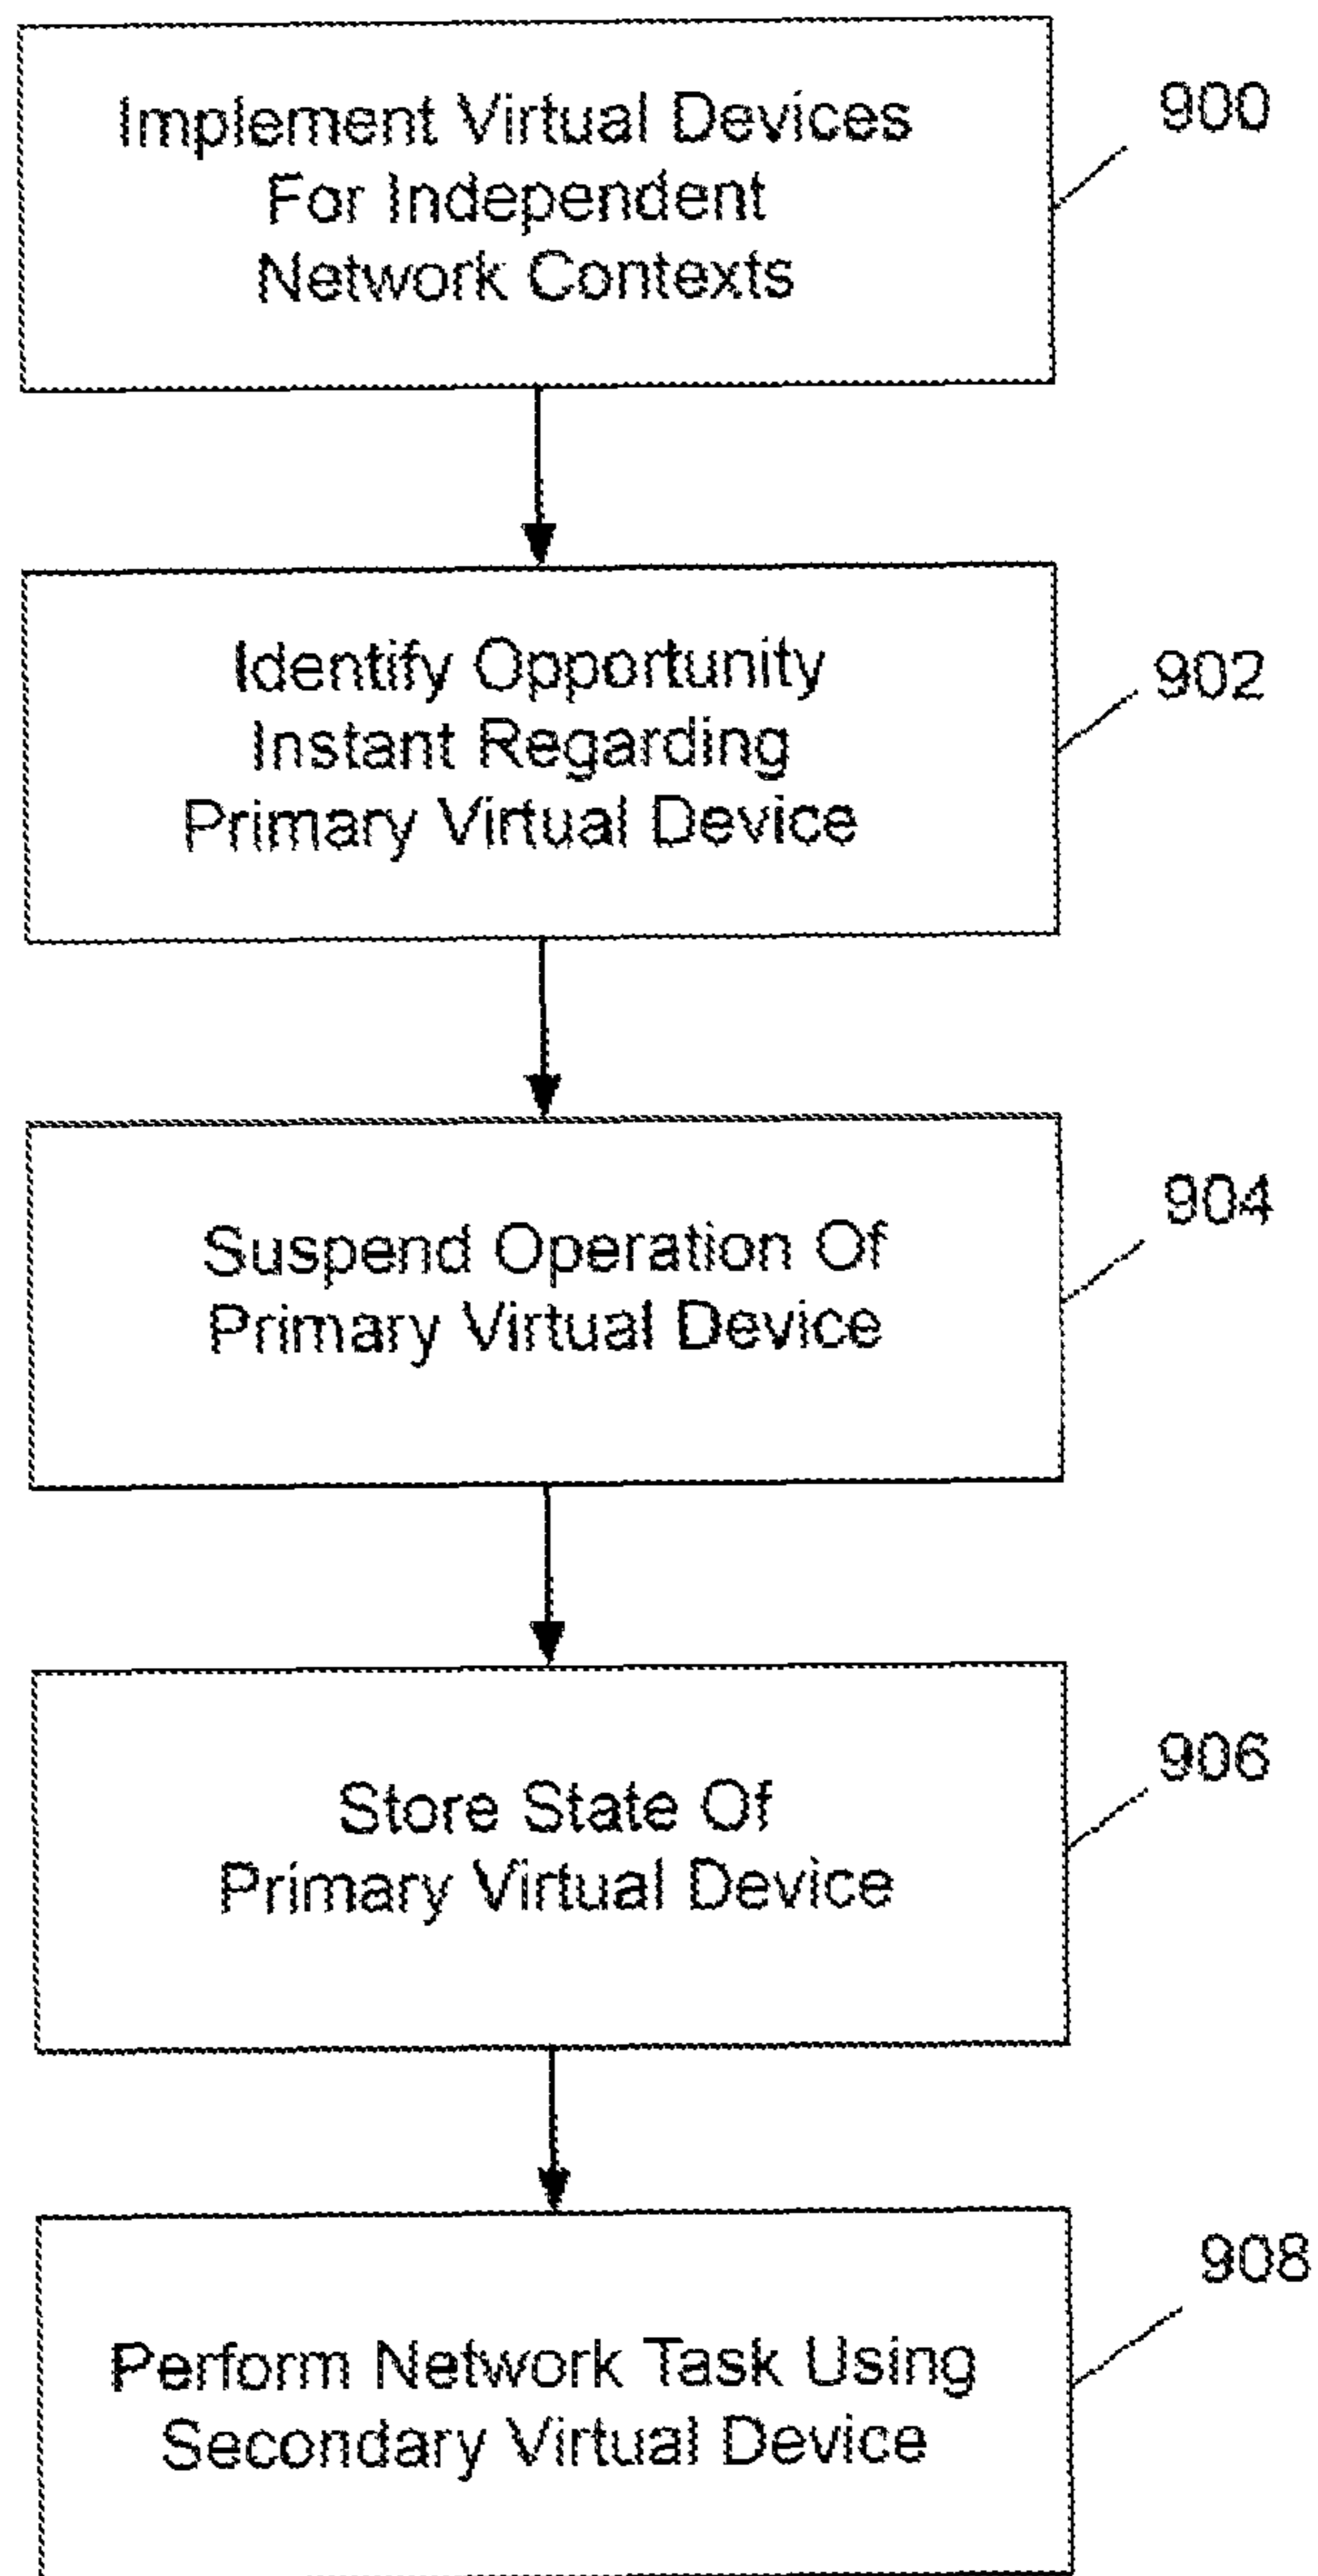 Implement Virtual Devices
For Independent
Network Contexts
900
Identify Opportunity
Instant Regarding
Primary Virtual Device
902
Suspend Operation Of
Primary Virtual Device
904
Store State Of
Primary Virtual Device
906
Perform Network Task Using
Secondary Virtual Device
908